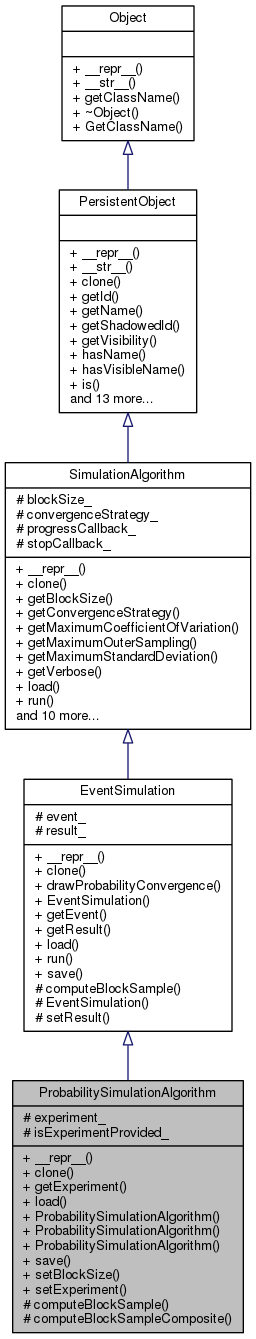 Object
+ __repr__()
+ __str__()
+ getClassName()
+ ~Object()
+ GetClassName()
PersistentObject
+ __repr__()
+ __str__()
+ clone()
+ getId()
+ getName()
+ getShadowedId()
+ getVisibility()
+ hasName()
+ hasVisibleName()
+ is()
and 13 more...
SimulationAlgorithm
# blockSize_
# convergenceStrategy_
# progressCallback_
# stopCallback_
+ __repr__()
+ clone()
+ getBlockSize()
+ getConvergenceStrategy()
+ getMaximumCoefficientOfVariation()
+ getMaximumOuterSampling()
+ getMaximumStandardDeviation()
+ getVerbose()
+ load()
+ run()
and 10 more...
EventSimulation
# event_
# result_
+ __repr__()
+ clone()
+ drawProbabilityConvergence()
+ EventSimulation()
+ getEvent()
+ getResult()
+ load()
+ run()
+ save()
# computeBlockSample()
# EventSimulation()
# setResult()
ProbabilitySimulationAlgorithm
# experiment_
# isExperimentProvided_
+ __repr__()
+ clone()
+ getExperiment()
+ load()
+ ProbabilitySimulationAlgorithm()
+ ProbabilitySimulationAlgorithm()
+ ProbabilitySimulationAlgorithm()
+ save()
+ setBlockSize()
+ setExperiment()
# computeBlockSample()
# computeBlockSampleComposite()